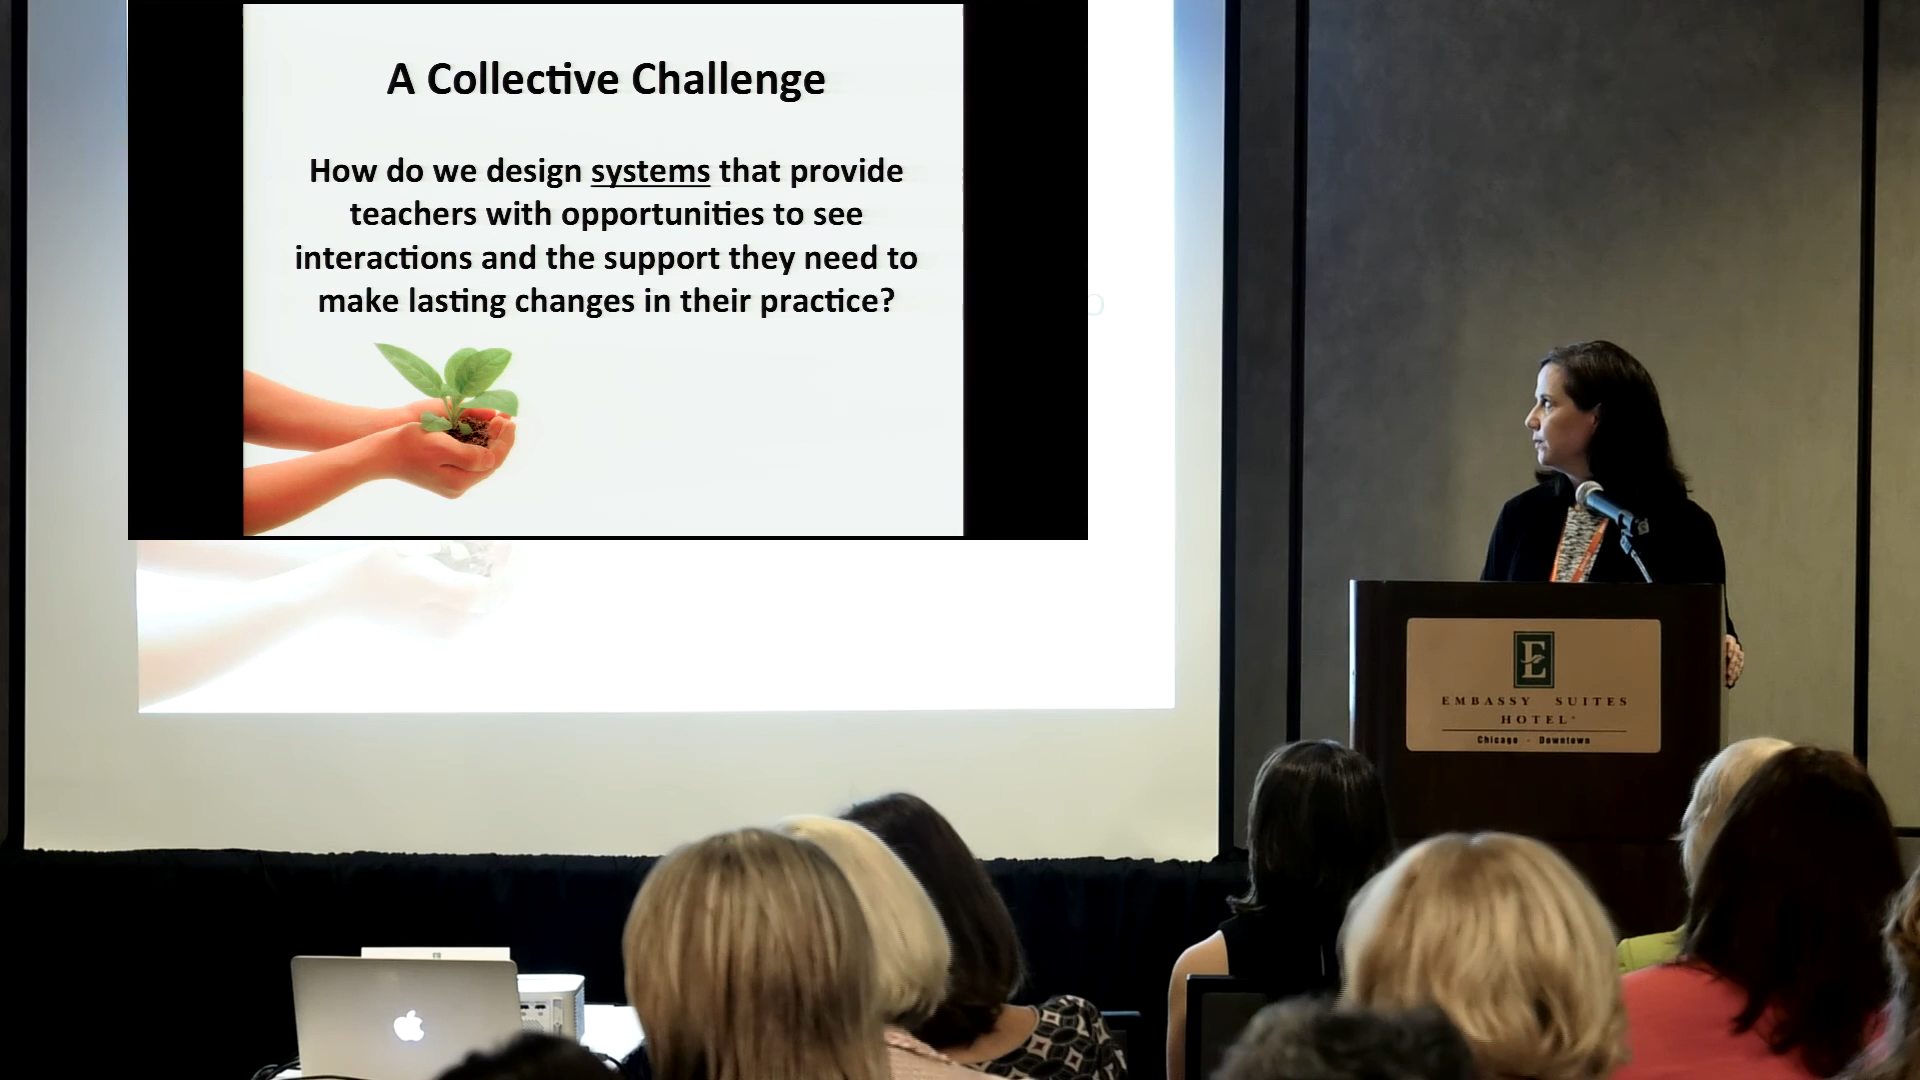 A Collective Challenge
How do we design systems that provide
teachers with opportunities to see
interactions and the support they need to
make lasting changes in their practice?
E
EMBASSY SUITES
HOTEL
Chicago - Downtown